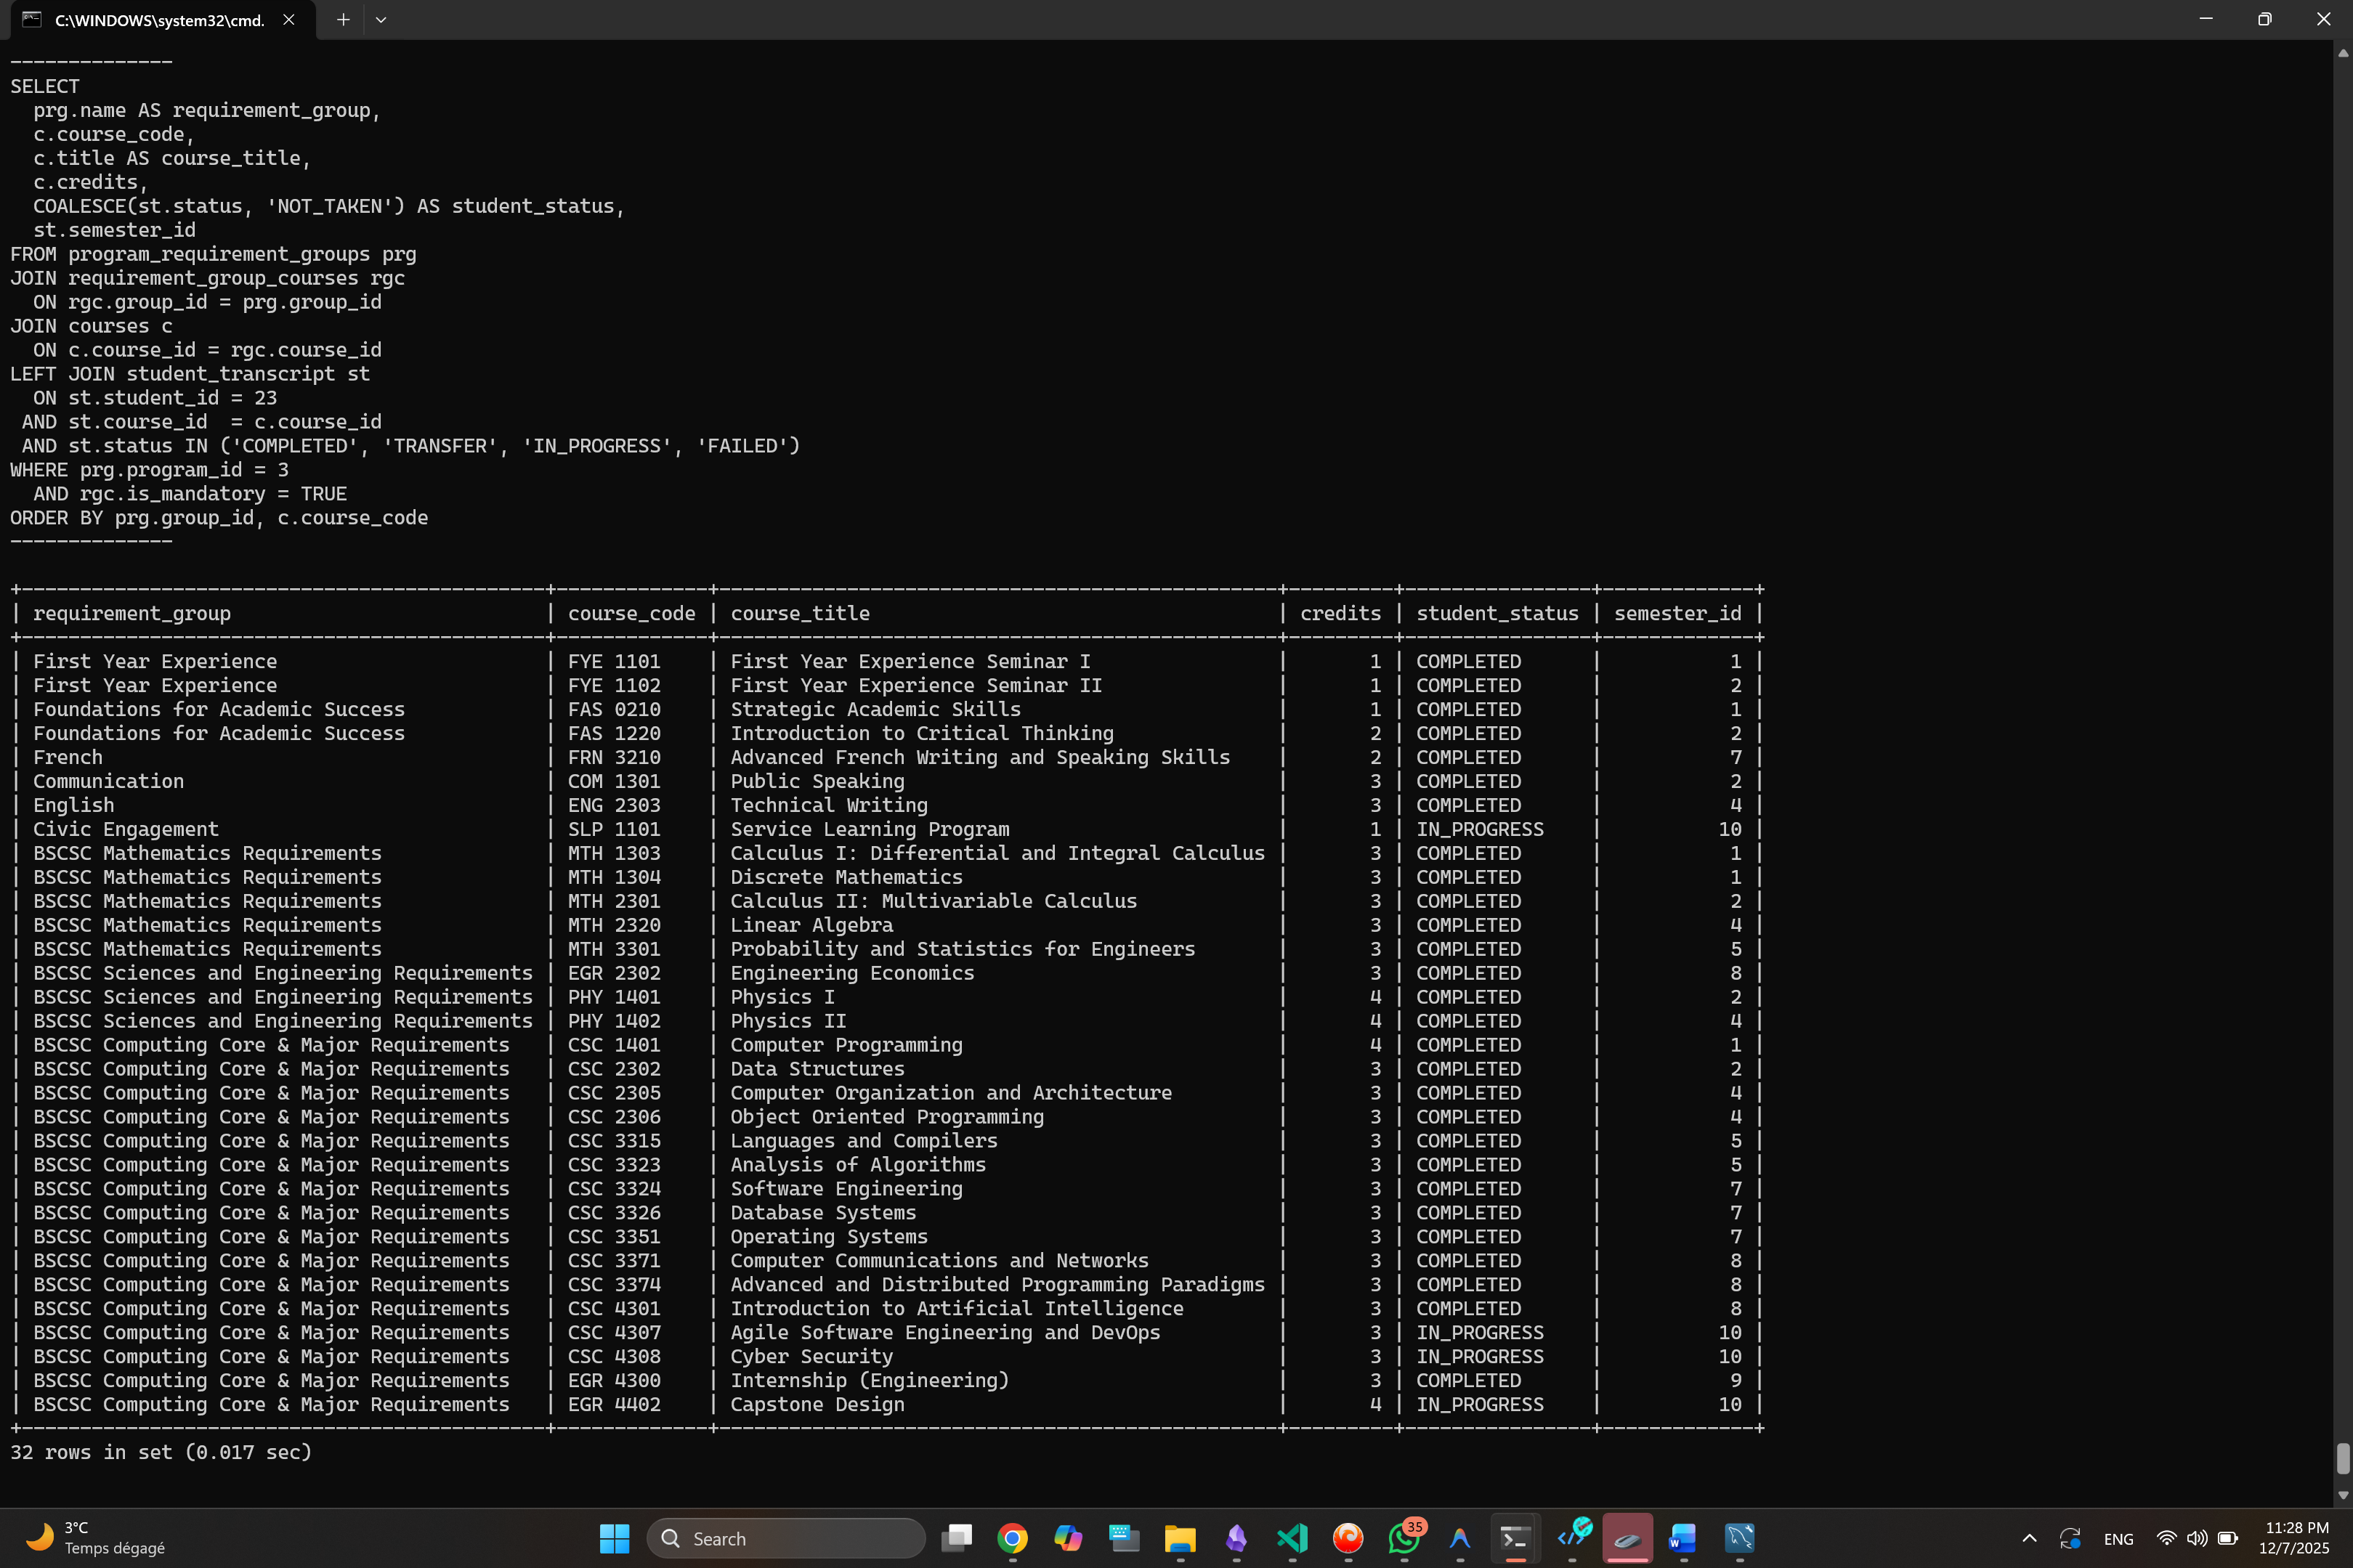 C:\WINDOWS\system32\cmd.
--------------
SELECT
  prg.name AS requirement_group,
  c.course_code,
  c.title AS course_title,
  c.credits,
  COALESCE(st.status, 'NOT_TAKEN') AS student_status,
  st.semester_id
FROM program_requirement_groups prg
JOIN requirement_group_courses rgc
  ON rgc.group_id = prg.group_id
JOIN courses c
  ON c.course_id = rgc.course_id
LEFT JOIN student_transcript st
  ON st.student_id = 23
 AND st.course_id  = c.course_id
 AND st.status IN ('COMPLETED', 'TRANSFER', 'IN_PROGRESS', 'FAILED')
WHERE prg.program_id = 3
  AND rgc.is_mandatory = TRUE
ORDER BY prg.group_id, c.course_code
--------------
| requirement_group | course_code | course_title | credits | student_status | semester_id |
| First Year Experience | FYE 1101 | First Year Experience Seminar I | 1 | COMPLETED | 1 |
| First Year Experience | FYE 1102 | First Year Experience Seminar II | 1 | COMPLETED | 2 |
| Foundations for Academic Success | FAS 0210 | Strategic Academic Skills | 1 | COMPLETED | 1 |
| Foundations for Academic Success | FAS 1220 | Introduction to Critical Thinking | 2 | COMPLETED | 2 |
| French | FRN 3210 | Advanced French Writing and Speaking Skills | 2 | COMPLETED | 7 |
| Communication | COM 1301 | Public Speaking | 3 | COMPLETED | 2 |
| English | ENG 2303 | Technical Writing | 3 | COMPLETED | 4 |
| Civic Engagement | SLP 1101 | Service Learning Program | 1 | IN_PROGRESS | 10 |
| BSCSC Mathematics Requirements | MTH 1303 | Calculus I: Differential and Integral Calculus | 3 | COMPLETED | 1 |
| BSCSC Mathematics Requirements | MTH 1304 | Discrete Mathematics | 3 | COMPLETED | 1 |
| BSCSC Mathematics Requirements | MTH 2301 | Calculus II: Multivariable Calculus | 3 | COMPLETED | 2 |
| BSCSC Mathematics Requirements | MTH 2320 | Linear Algebra | 3 | COMPLETED | 4 |
| BSCSC Mathematics Requirements | MTH 3301 | Probability and Statistics for Engineers | 3 | COMPLETED | 5 |
| BSCSC Sciences and Engineering Requirements | EGR 2302 | Engineering Economics | 3 | COMPLETED | 8 |
| BSCSC Sciences and Engineering Requirements | PHY 1401 | Physics I | 4 | COMPLETED | 2 |
| BSCSC Sciences and Engineering Requirements | PHY 1402 | Physics II | 4 | COMPLETED | 4 |
| BSCSC Computing Core & Major Requirements | CSC 1401 | Computer Programming | 4 | COMPLETED | 1 |
| BSCSC Computing Core & Major Requirements | CSC 2302 | Data Structures | 3 | COMPLETED | 2 |
| BSCSC Computing Core & Major Requirements | CSC 2305 | Computer Organization and Architecture | 3 | COMPLETED | 4 |
| BSCSC Computing Core & Major Requirements | CSC 2306 | Object Oriented Programming | 3 | COMPLETED | 4 |
| BSCSC Computing Core & Major Requirements | CSC 3315 | Languages and Compilers | 3 | COMPLETED | 5 |
| BSCSC Computing Core & Major Requirements | CSC 3323 | Analysis of Algorithms | 3 | COMPLETED | 5 |
| BSCSC Computing Core & Major Requirements | CSC 3324 | Software Engineering | 3 | COMPLETED | 7 |
| BSCSC Computing Core & Major Requirements | CSC 3326 | Database Systems | 3 | COMPLETED | 7 |
| BSCSC Computing Core & Major Requirements | CSC 3351 | Operating Systems | 3 | COMPLETED | 7 |
| BSCSC Computing Core & Major Requirements | CSC 3371 | Computer Communications and Networks | 3 | COMPLETED | 8 |
| BSCSC Computing Core & Major Requirements | CSC 3374 | Advanced and Distributed Programming Paradigms | 3 | COMPLETED | 8 |
| BSCSC Computing Core & Major Requirements | CSC 4301 | Introduction to Artificial Intelligence | 3 | COMPLETED | 8 |
| BSCSC Computing Core & Major Requirements | CSC 4307 | Agile Software Engineering and DevOps | 3 | IN_PROGRESS | 10 |
| BSCSC Computing Core & Major Requirements | CSC 4308 | Cyber Security | 3 | IN_PROGRESS | 10 |
| BSCSC Computing Core & Major Requirements | EGR 4300 | Internship (Engineering) | 3 | COMPLETED | 9 |
| BSCSC Computing Core & Major Requirements | EGR 4402 | Capstone Design | 4 | IN_PROGRESS | 10 |
32 rows in set (0.017 sec)
3°C
Temps dégagé
Search
35
ENG
11:28 PM
12/7/2025